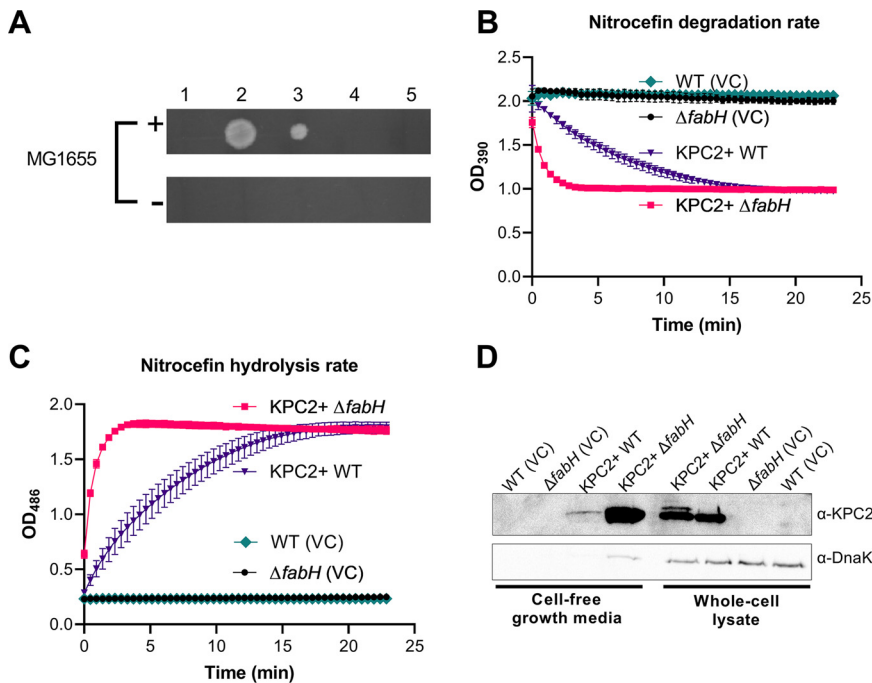 A
1 2 3 4 5
MG1655
+
-
B
Nitrocefin degradation rate
OD390
2.5
2.0
1.5
1.0
0.5
0.0
WT (VC)
ΔfabH (VC)
KPC2+ WT
KPC2+ ΔfabH
0 5 10 15 20 25
Time (min)
C
Nitrocefin hydrolysis rate
OD486
2.0
1.5
1.0
0.5
0.0
KPC2+ ΔfabH
KPC2+ WT
WT (VC)
ΔfabH (VC)
0 5 10 15 20 25
Time (min)
D
WT (VC) ΔfabH (VC) KPC2+ WT KPC2+ ΔfabH KPC2+ ΔfabH KPC2+ WT ΔfabH (VC) WT (VC)
α-KPC2
α-DnaK
Cell-free
growth media
Whole-cell
lysate